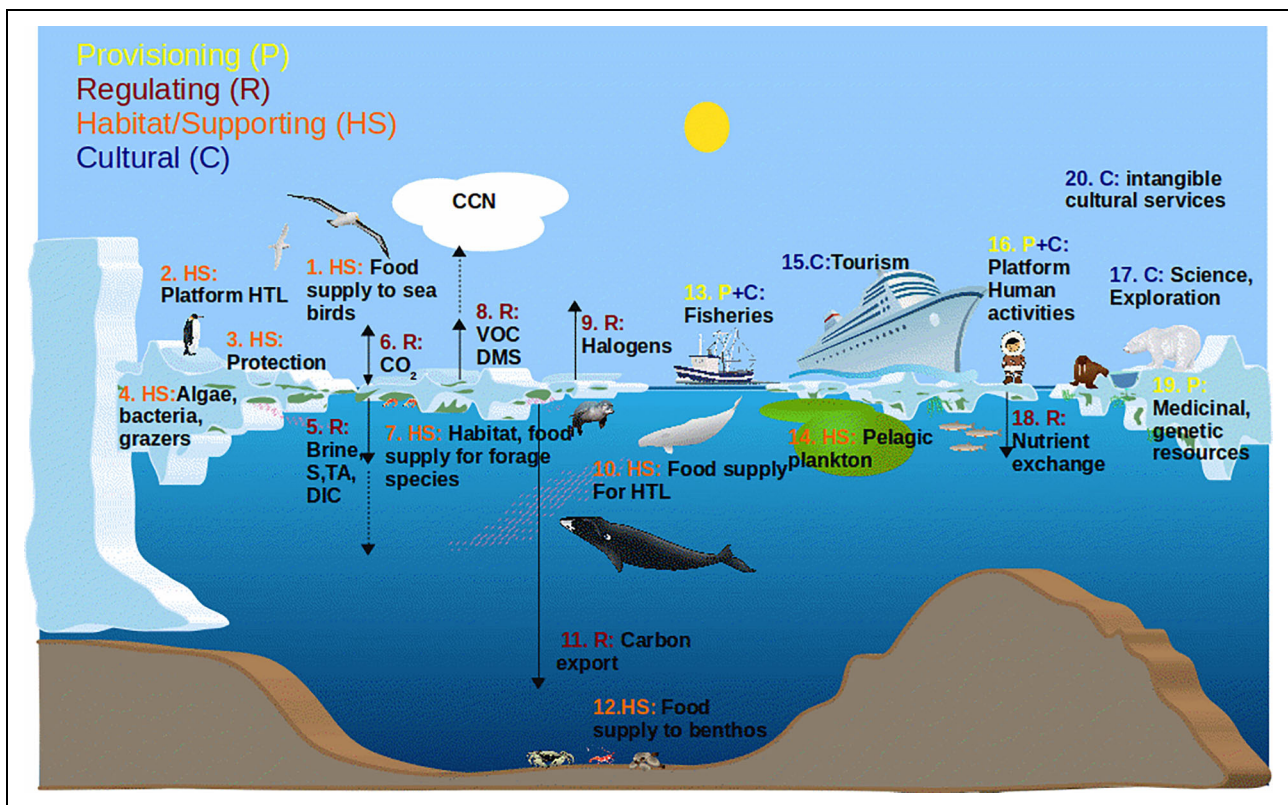 Provisioning (P)
Regulating (R)
Habitat/Supporting (HS)
Cultural (C)
CCN
20. C: intangible
cultural services
2. HS:
Platform HTL
1. HS: Food
supply to sea
birds
3. HS:
Protection
4. HS:Algae,
bacteria,
grazers
6. R:
CO₂
8. R:
VOC
DMS
9. R:
Halogens
13. P+C:
Fisheries
15.C:Tourism
16. P+C:
Platform
Human
activities
17. C: Science,
Exploration
5. R:
Brine,
S,TA,
DIC
7. HS: Habitat, food
supply for forage
species
10. HS: Food supply
For HTL
14. HS: Pelagic
plankton
18. R:
Nutrient
exchange
19. P:
Medicinal,
genetic
resources
11. R: Carbon
export
12.HS: Food
supply to benthos